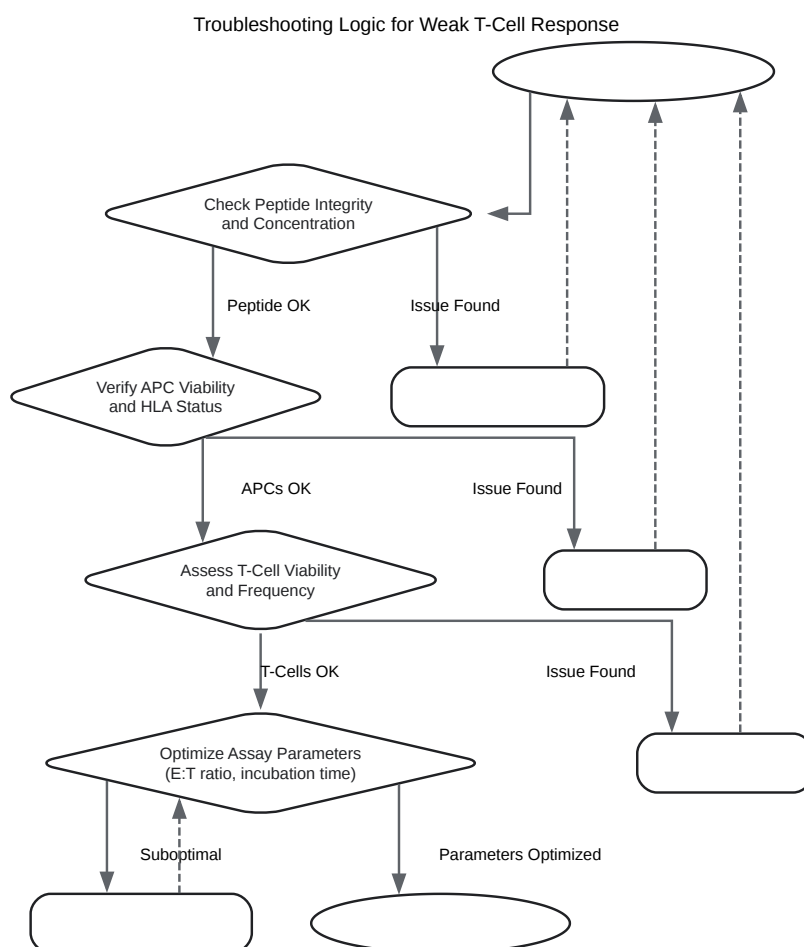 Troubleshooting Logic for Weak T-Cell Response
Check Peptide Integrity
and Concentration
Peptide OK
Issue Found
Verify APC Viability
and HLA Status
APCs OK
Issue Found
Assess T-Cell Viability
and Frequency
T-Cells OK
Issue Found
Optimize Assay Parameters
(E:T ratio, incubation time)
Suboptimal
Parameters Optimized